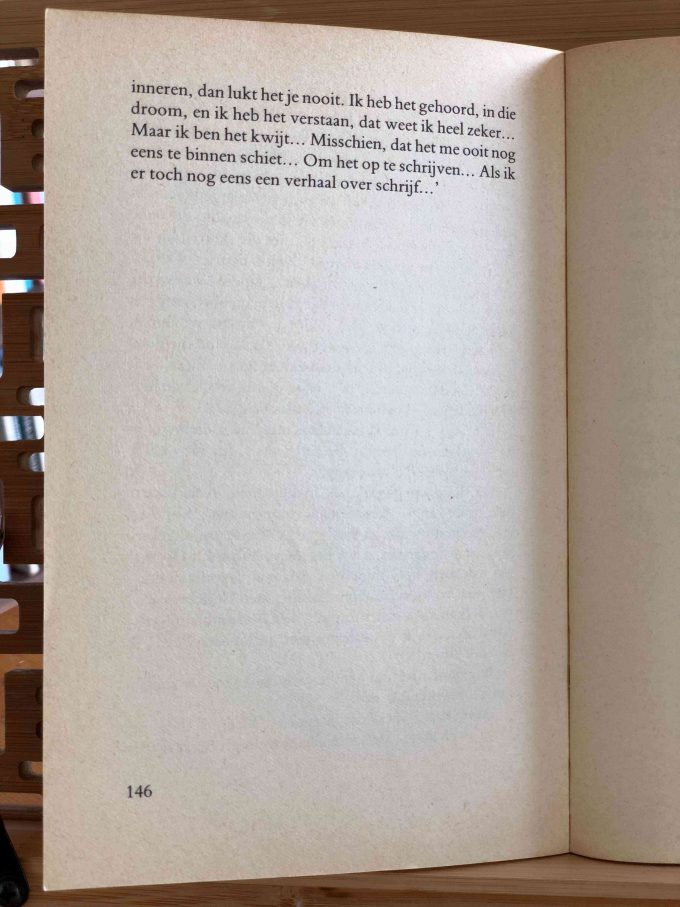 inneren, dan lukt het je nooit. Ik heb het gehoord, in die
droom, en ik heb het verstaan, dat weet ik heel zeker…
Maar ik ben het kwijt… Misschien, dat het me ooit nog
eens te binnen schiet… Om het op te schrijven… Als ik
er toch nog eens een verhaal over schrijf…’
146